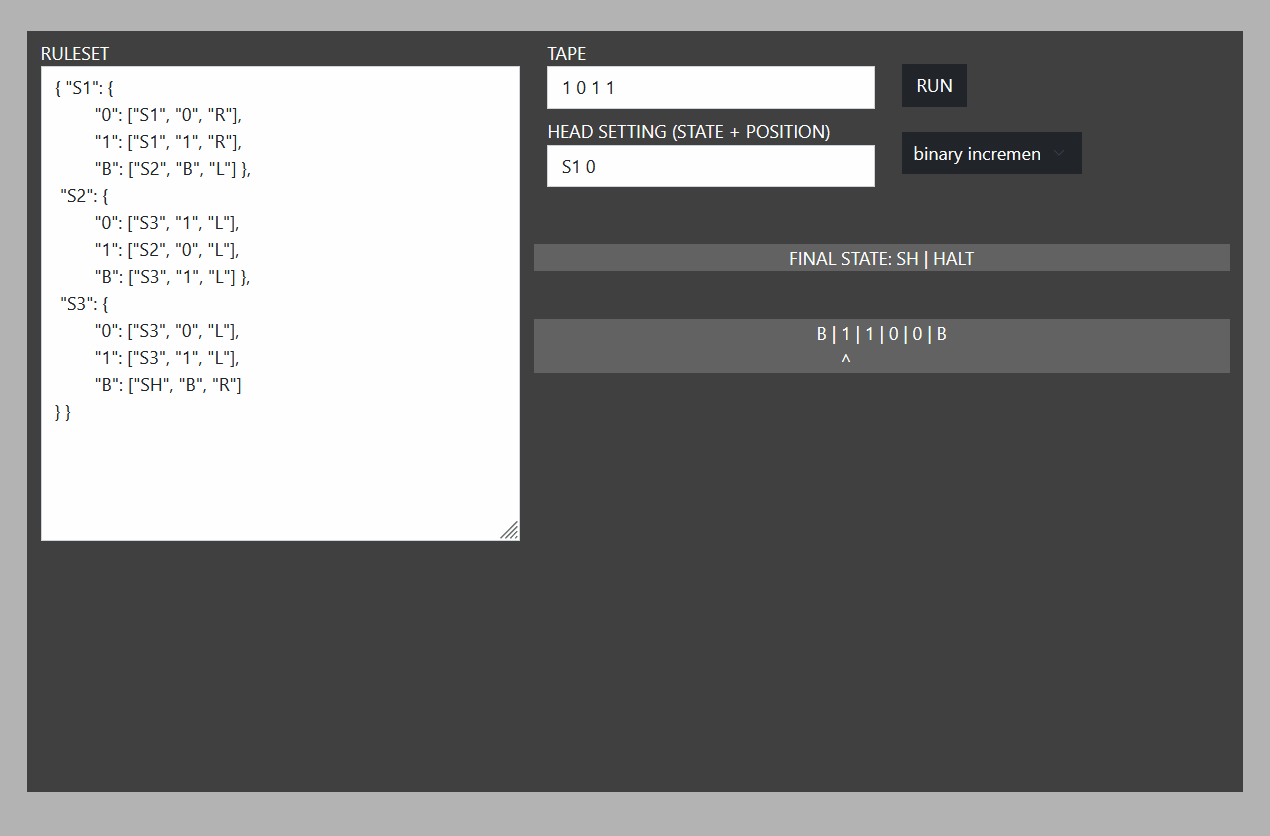 RULESET
{ "S1": {
"0": ["S1", "0", "R"],
"1": ["S1", "1", "R"],
"B": ["S2", "B", "L"] },
"S2": {
"0": ["S3", "1", "L"],
"1": ["S2", "0", "L"],
"B": ["S3", "1", "L"] },
"S3": {
"0": ["S3", "0", "L"],
"1": ["S3", "1", "L"],
"B": ["SH", "B", "R"]
} }
TAPE
1 0 1 1
RUN
HEAD SETTING (STATE + POSITION)
S1 0
binary incremen
FINAL STATE: SH | HALT
B | 1 | 1 | 0 | 0 | B
^